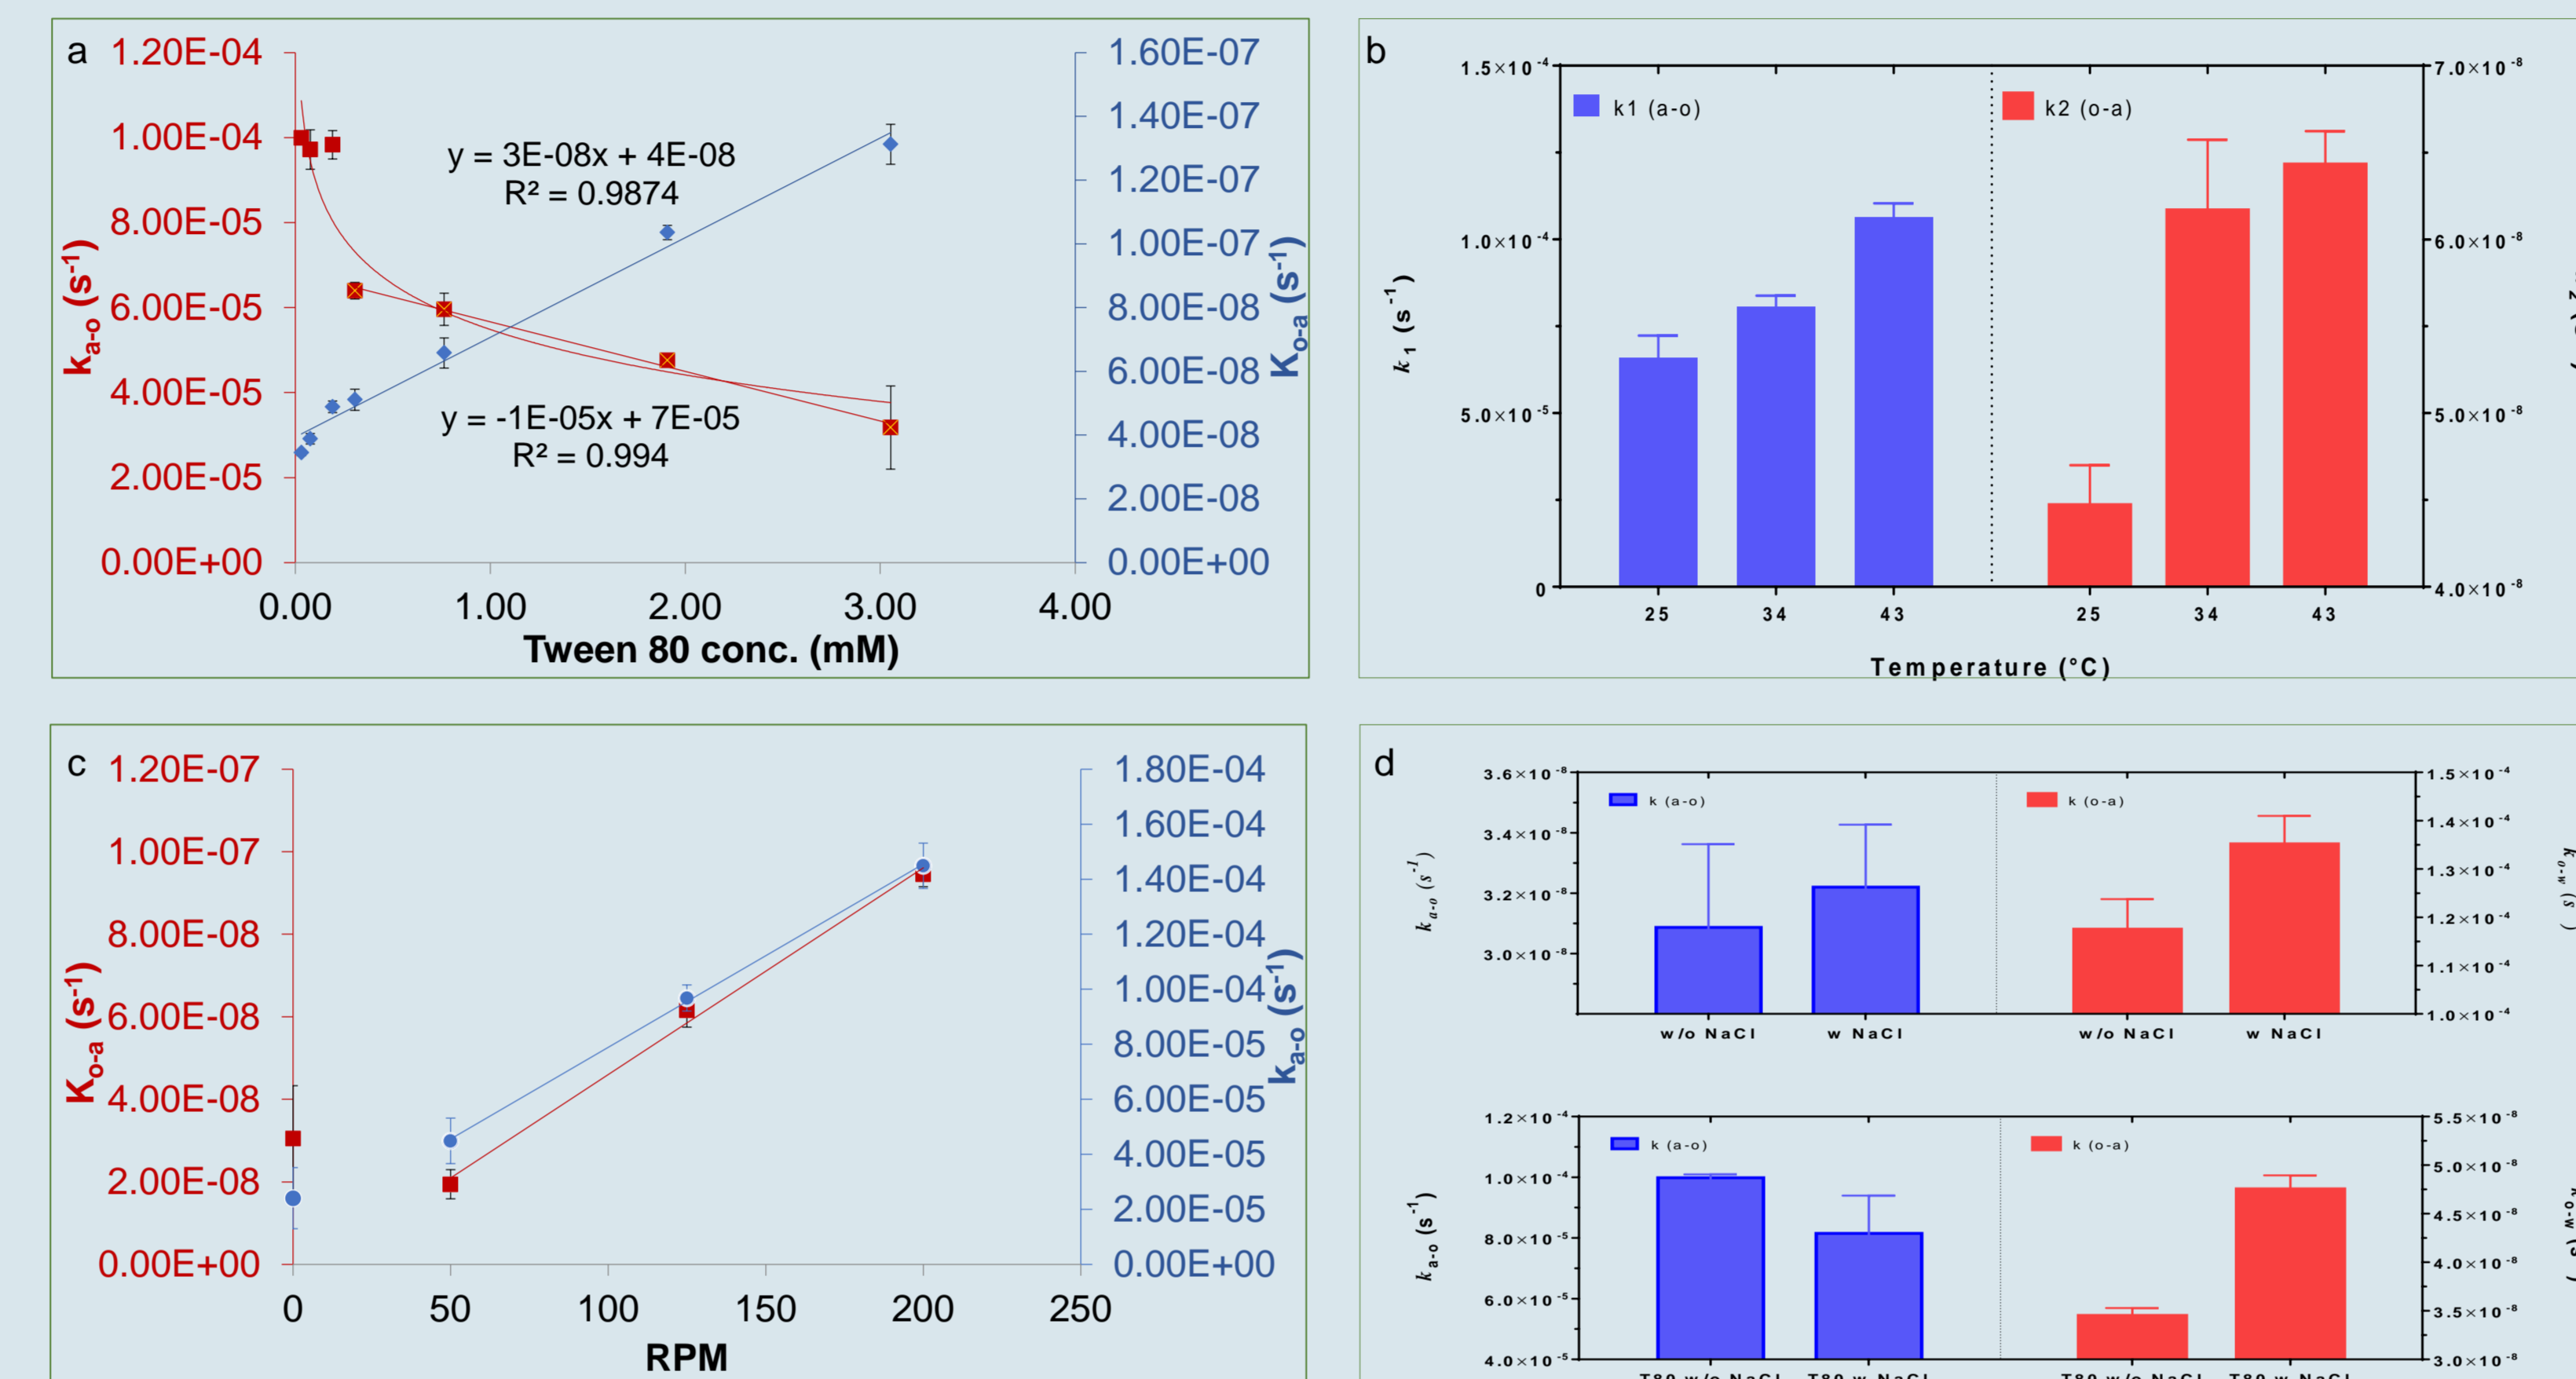 a
1.20E-04
1.00E-04
8.00E-05
6.00E-05
4.00E-05
2.00E-05
0.00E+00
ka-o (s-1)
y = 3E-08x + 4E-08
R² = 0.9874
y = -1E-05x + 7E-05
R² = 0.994
1.60E-07
1.40E-07
1.20E-07
1.00E-07
8.00E-08
6.00E-08
4.00E-08
2.00E-08
0.00E+00
Ko-a (s-1)
0.00 1.00 2.00 3.00 4.00
Tween 80 conc. (mM)
b
1.5×10-4
1.0×10-4
5.0×10-5
0
k1 (s-1)
k1 (a-o)
k2 (o-a)
7.0×10-8
6.0×10-8
5.0×10-8
4.0×10-8
25 34 43 25 34 43
Temperature (°C)
c
1.20E-07
1.00E-07
8.00E-08
6.00E-08
4.00E-08
2.00E-08
0.00E+00
Ko-a (s-1)
1.80E-04
1.60E-04
1.40E-04
1.20E-04
1.00E-04
8.00E-05
6.00E-05
4.00E-05
2.00E-05
0.00E+00
ka-o (s-1)
0 50 100 150 200 250
RPM
d
3.6×10-8
3.4×10-8
3.2×10-8
3.0×10-8
ka-o (s-1)
k (a-o)
k (o-a)
1.5×10-4
1.4×10-4
1.3×10-4
1.2×10-4
1.1×10-4
1.0×10-4
ko-w (s
w/o NaCl w NaCl w/o NaCl w NaCl
1.2×10-4
1.0×10-4
8.0×10-5
6.0×10-5
4.0×10-5
ka-o (s-1)
k (a-o)
k (o-a)
5.5×10-8
5.0×10-8
4.5×10-8
4.0×10-8
3.5×10-8
3.0×10-8
T80 w/o NaCl T80 w NaCl T80 w/o NaCl T80 w NaCl